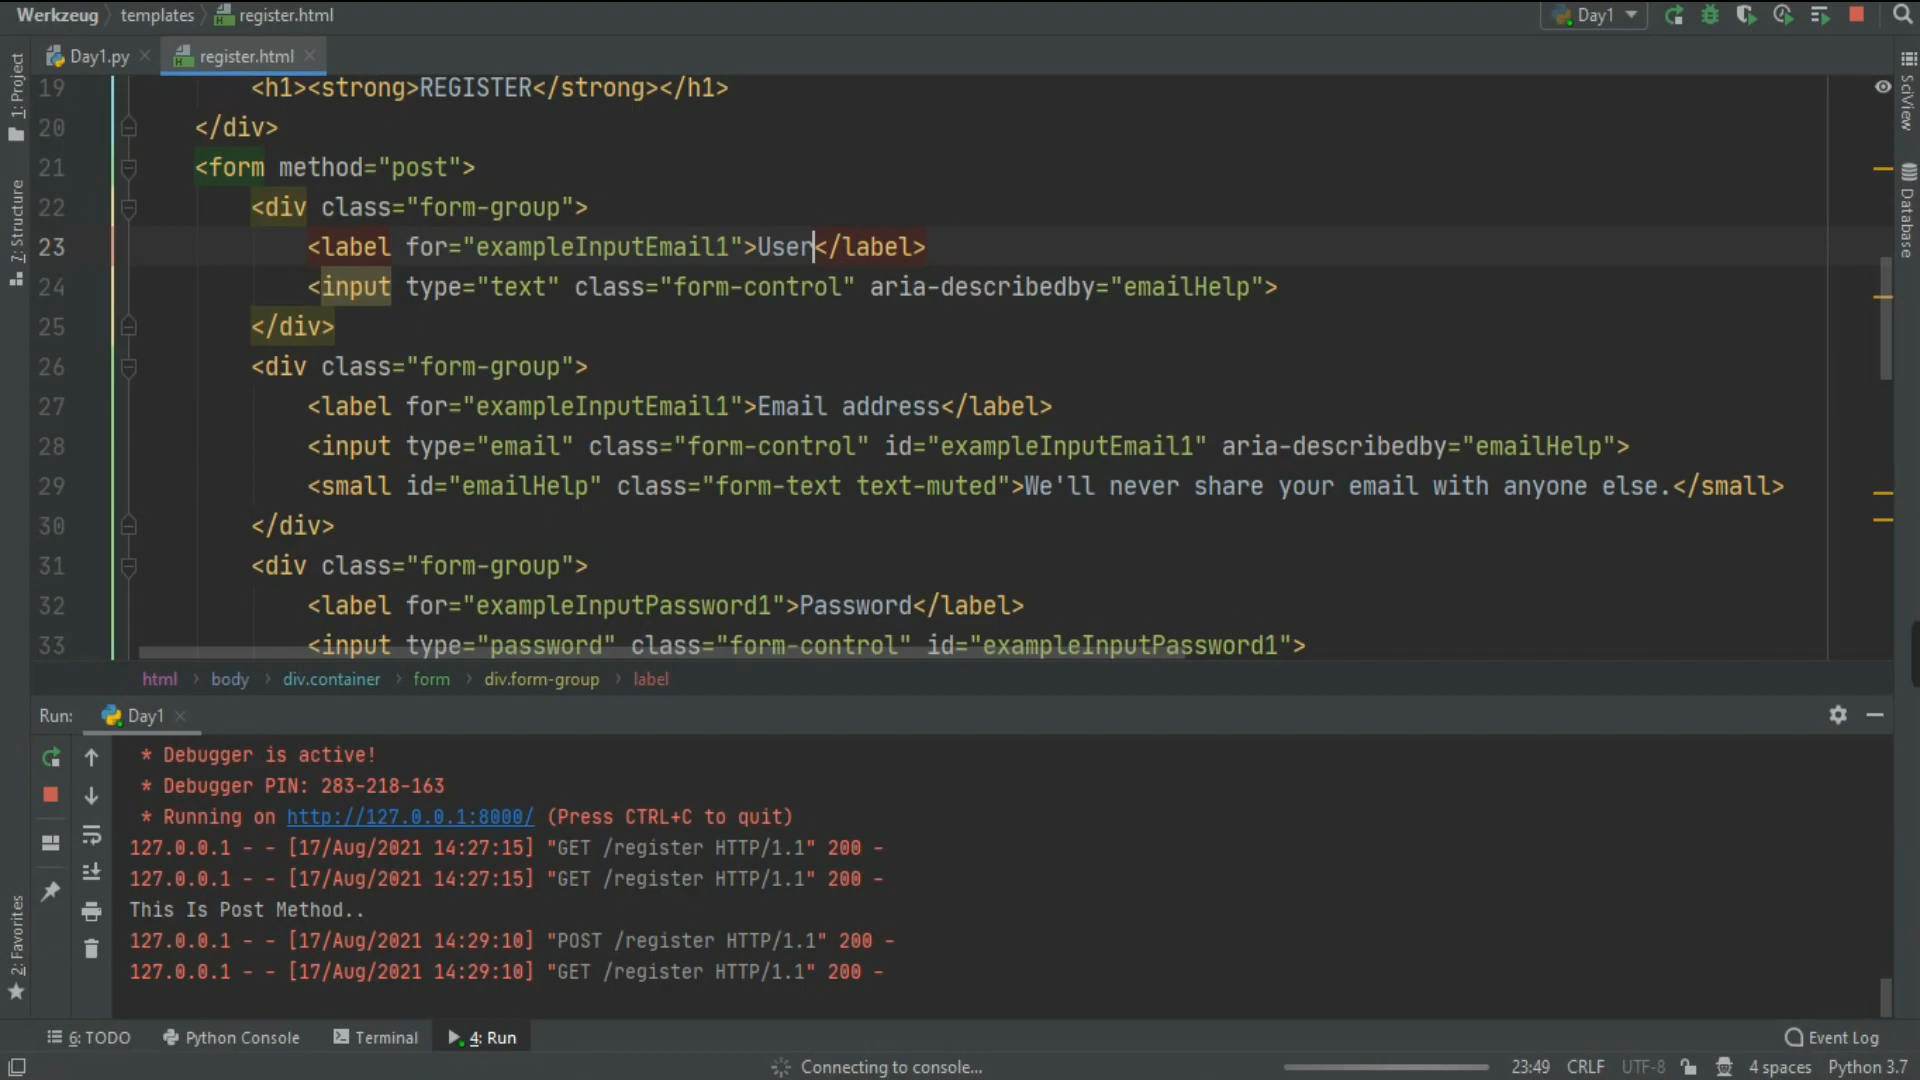 Werkzeug templates register.html Day1
Day1.py register.html
1: Project
7: Structure
2: Favorites
SciView
Database
19 <h1><strong>REGISTER</strong></h1>
20 </div>
21 <form method="post">
22 <div class="form-group">
23 <label for="exampleInputEmail1">User</label>
24 <input type="text" class="form-control" aria-describedby="emailHelp">
25 </div>
26 <div class="form-group">
27 <label for="exampleInputEmail1">Email address</label>
28 <input type="email" class="form-control" id="exampleInputEmail1" aria-describedby="emailHelp">
29 <small id="emailHelp" class="form-text text-muted">We'll never share your email with anyone else.</small>
30 </div>
31 <div class="form-group">
32 <label for="exampleInputPassword1">Password</label>
33 <input type="password" class="form-control" id="exampleInputPassword1">
html body div.container form div.form-group label
Run: Day1
* Debugger is active!
* Debugger PIN: 283-218-163
* Running on http://127.0.0.1:8000/ (Press CTRL+C to quit)
127.0.0.1 - - [17/Aug/2021 14:27:15] "GET /register HTTP/1.1" 200 -
127.0.0.1 - - [17/Aug/2021 14:27:15] "GET /register HTTP/1.1" 200 -
This Is Post Method..
127.0.0.1 - - [17/Aug/2021 14:29:10] "POST /register HTTP/1.1" 200 -
127.0.0.1 - - [17/Aug/2021 14:29:10] "GET /register HTTP/1.1" 200 -
6: TODO Python Console Terminal 4: Run Event Log
Connecting to console... 23:49 CRLF UTF-8 4 spaces Python 3.7